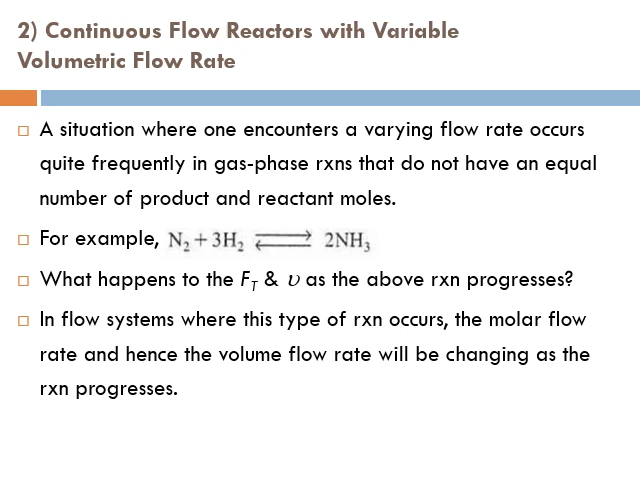 2) Continuous Flow Reactors with Variable
Volumetric Flow Rate
A situation where one encounters a varying flow rate occurs
quite frequently in gas-phase rxns that do not have an equal
number of product and reactant moles.
For example, N₂ + 3H₂ ⇌ 2NH₃
What happens to the F_T & υ as the above rxn progresses?
In flow systems where this type of rxn occurs, the molar flow
rate and hence the volume flow rate will be changing as the
rxn progresses.